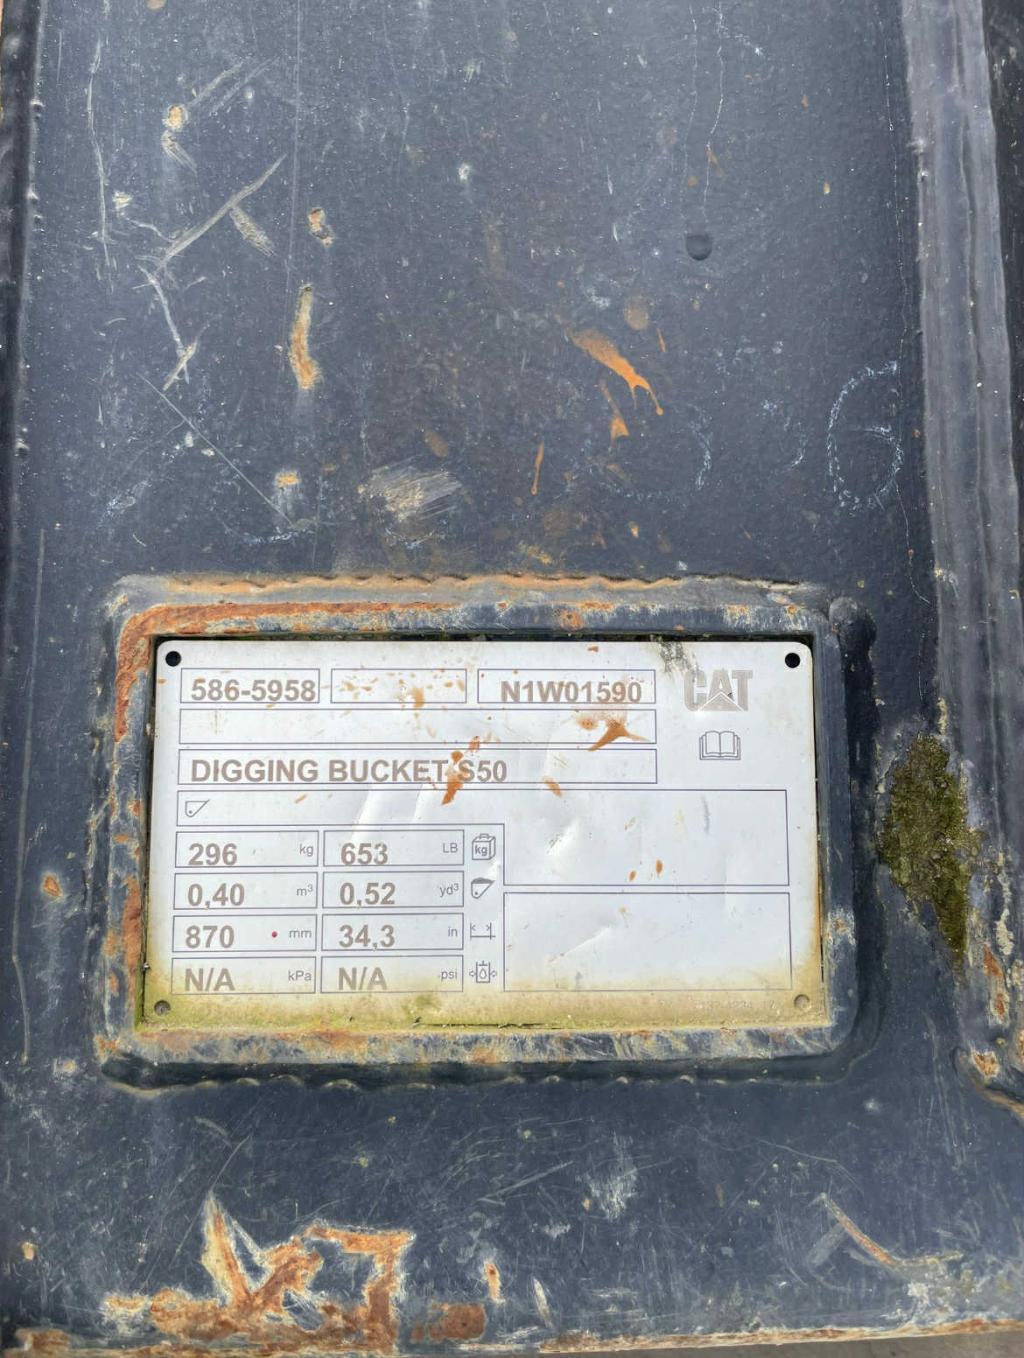 586-5958 N1W01590 CAT
DIGGING BUCKET S50
296 kg 653 LB kg
0,40 m³ 0,52 yd³
870 mm 34,3 in
N/A kPa N/A psi